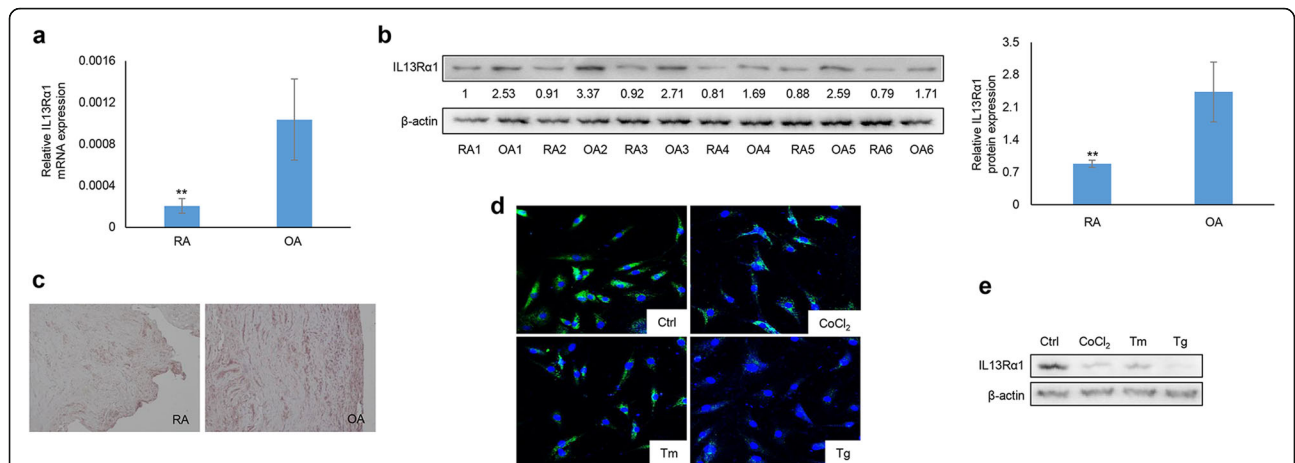 a
Relative IL13Rα1
mRNA expression
0.0016
0.0012
0.0008
0.0004
0
**
RA OA
b
IL13Rα1
1 2.53 0.91 3.37 0.92 2.71 0.81 1.69 0.88 2.59 0.79 1.71
β-actin
RA1 OA1 RA2 OA2 RA3 OA3 RA4 OA4 RA5 OA5 RA6 OA6
Relative IL13Rα1
protein expression
3.5
2.8
2.1
1.4
0.7
0
**
RA OA
c
RA OA
d
Ctrl CoCl₂
Tm Tg
e
Ctrl CoCl₂ Tm Tg
IL13Rα1
β-actin